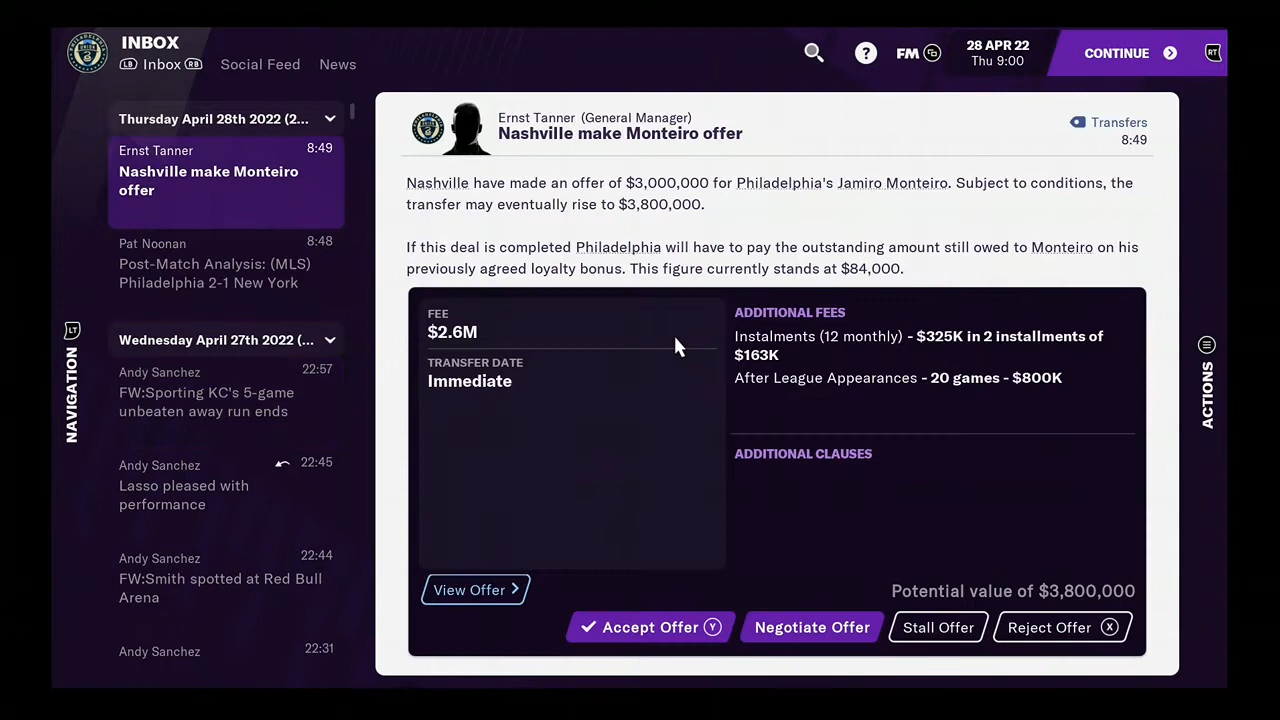 INBOX
LB Inbox RB Social Feed News
? FM
28 APR 22
Thu 9:00
CONTINUE RT
Thursday April 28th 2022 (2...
Ernst Tanner 8:49
Nashville make Monteiro
offer
Pat Noonan 8:48
Post-Match Analysis: (MLS)
Philadelphia 2-1 New York
Wednesday April 27th 2022 (...
Andy Sanchez 22:57
FW:Sporting KC's 5-game
unbeaten away run ends
Andy Sanchez 22:45
Lasso pleased with
performance
Andy Sanchez 22:44
FW:Smith spotted at Red Bull
Arena
Andy Sanchez 22:31
LT
NAVIGATION
Ernst Tanner (General Manager)
Nashville make Monteiro offer
Transfers
8:49
Nashville have made an offer of $3,000,000 for Philadelphia's Jamiro Monteiro. Subject to conditions, the
transfer may eventually rise to $3,800,000.
If this deal is completed Philadelphia will have to pay the outstanding amount still owed to Monteiro on his
previously agreed loyalty bonus. This figure currently stands at $84,000.
FEE
$2.6M
TRANSFER DATE
Immediate
ADDITIONAL FEES
Instalments (12 monthly) - $325K in 2 installments of
$163K
After League Appearances - 20 games - $800K
ADDITIONAL CLAUSES
View Offer
Potential value of $3,800,000
Accept Offer Y
Negotiate Offer
Stall Offer
Reject Offer X
ACTIONS